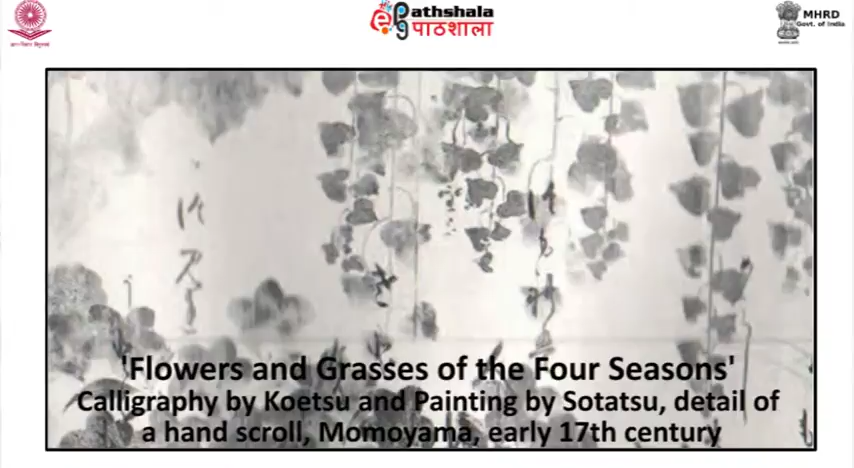 epathshala
पाठशाला
MHRD
Govt. of India
'Flowers and Grasses of the Four Seasons'
Calligraphy by Koetsu and Painting by Sotatsu, detail of
a hand scroll, Momoyama, early 17th century